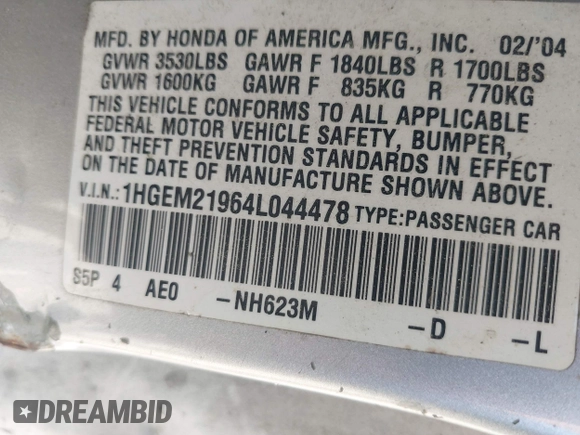 MFD. BY HONDA OF AMERICA MFG., INC. 02/'04
GVWR 3530LBS GAWR F 1840LBS R 1700LBS
GVWR 1600KG GAWR F 835KG R 770KG
THIS VEHICLE CONFORMS TO ALL APPLICABLE
FEDERAL MOTOR VEHICLE SAFETY, BUMPER,
AND THEFT PREVENTION STANDARDS IN EFFECT
ON THE DATE OF MANUFACTURE SHOWN ABOVE.
V.I.N.: 1HGEM21964L044478 TYPE: PASSENGER CAR
S5P 4 AE0 -NH623M -D -L
DREAMBID